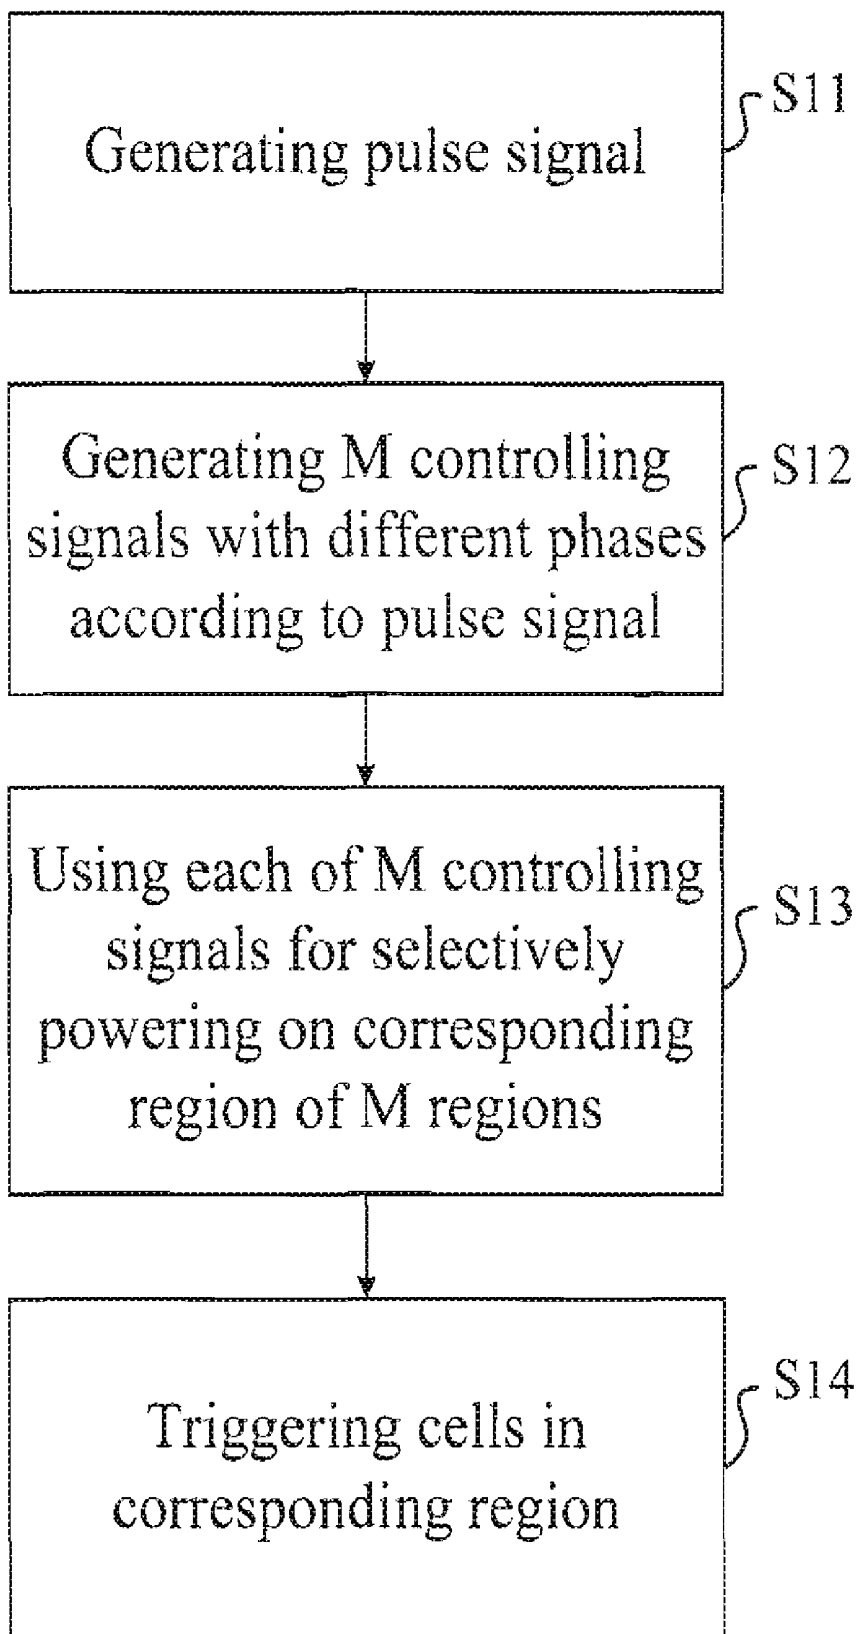 Generating pulse signal
S11
Generating M controlling
signals with different phases
according to pulse signal
S12
Using each of M controlling
signals for selectively
powering on corresponding
region of M regions
S13
Triggering cells in
corresponding region
S14